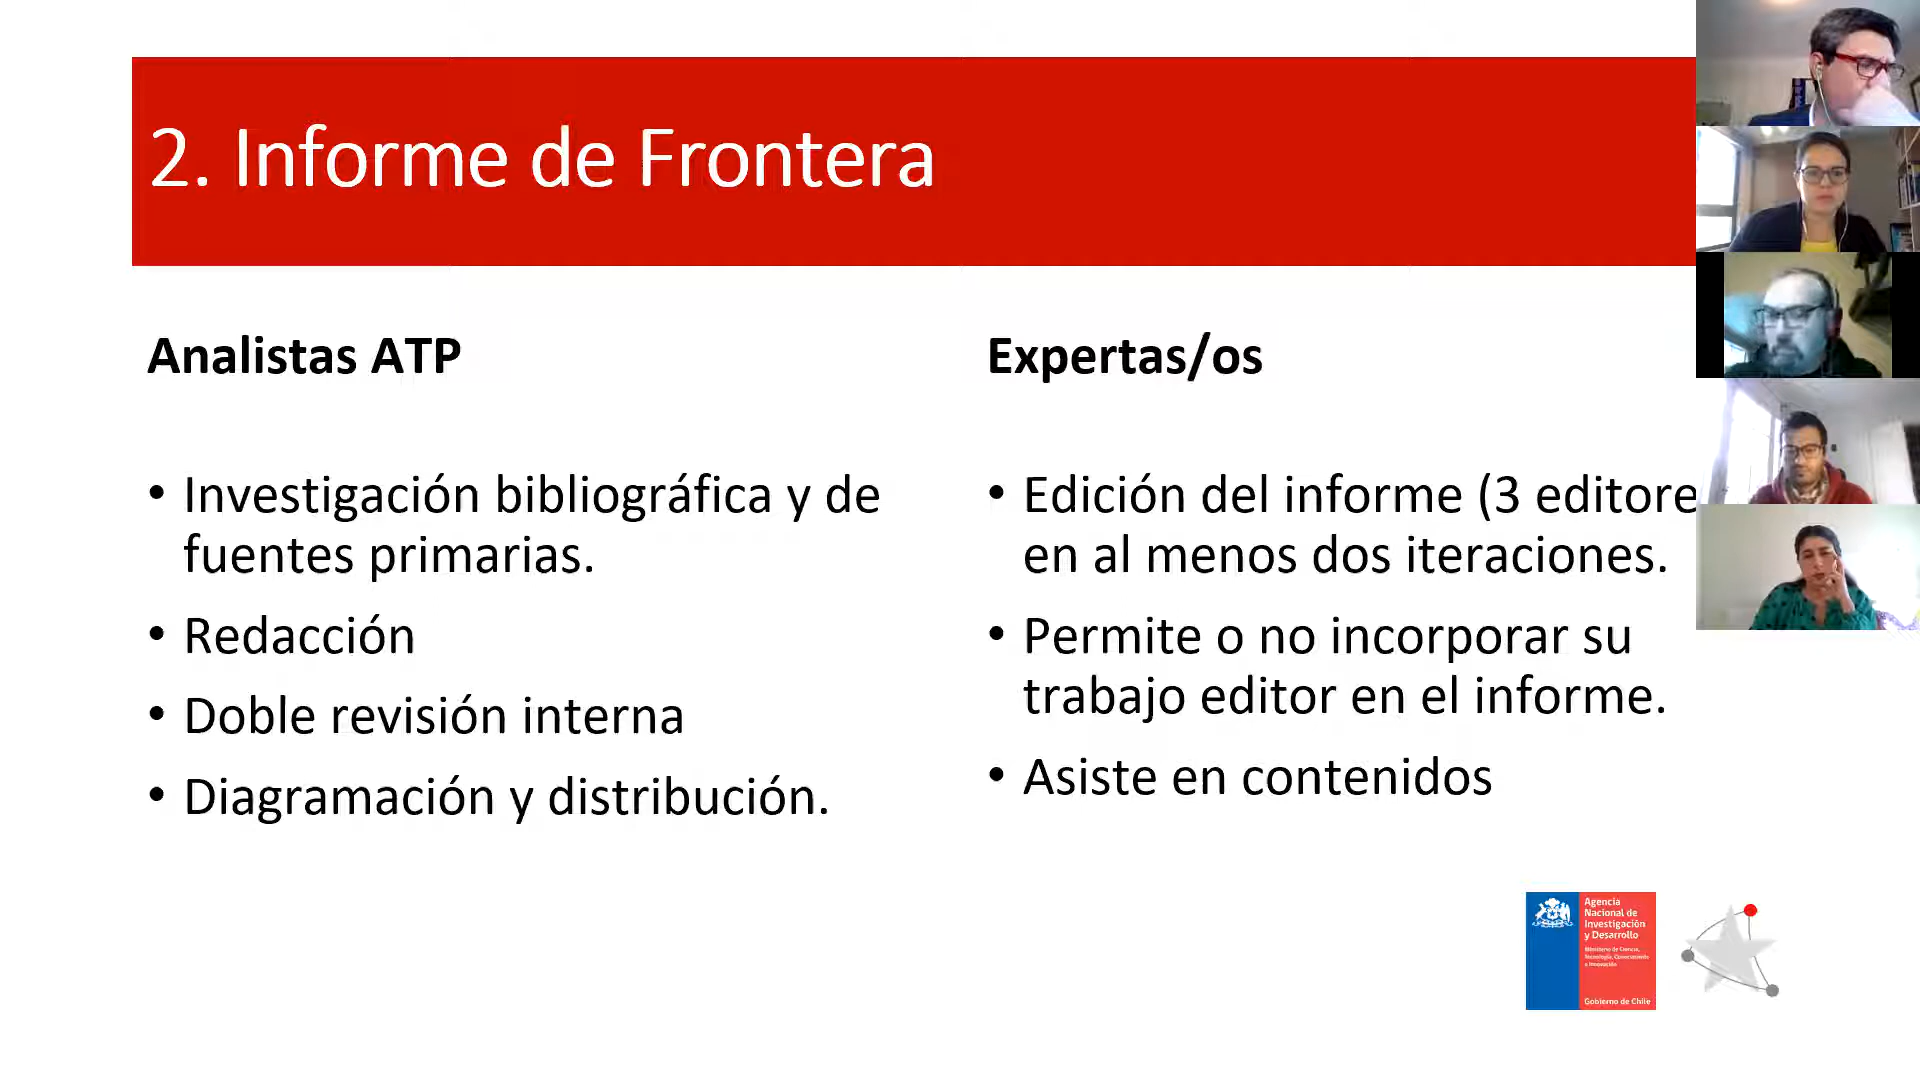 2. Informe de Frontera
Analistas ATP
• Investigación bibliográfica y de
fuentes primarias.
• Redacción
• Doble revisión interna
• Diagramación y distribución.
Expertas/os
• Edición del informe (3 editore
en al menos dos iteraciones.
• Permite o no incorporar su
trabajo editor en el informe.
• Asiste en contenidos
Agencia
Nacional de
Investigación
y Desarrollo
Ministerio de Ciencia,
Tecnología, Conocimiento
e Innovación
Gobierno de Chile